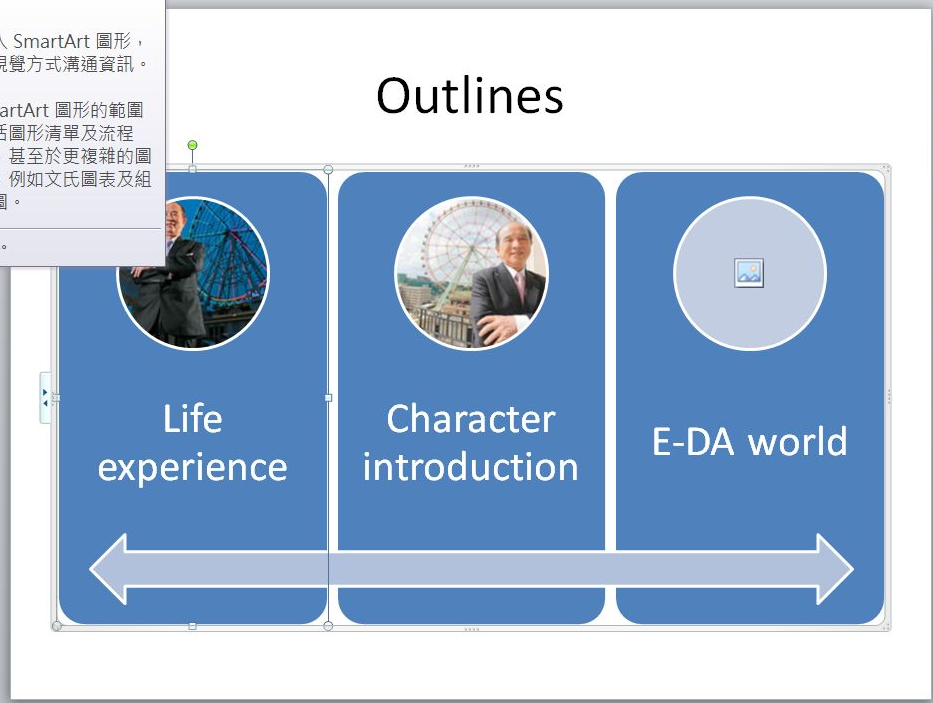 SmartArt 圖形，
覺方式溝通資訊。
artArt 圖形的範圍
括圖形清單及流程
甚至於更複雜的圖
例如文氏圖表及組
圖。
。
Outlines
Life
experience
Character
introduction
E-DA world